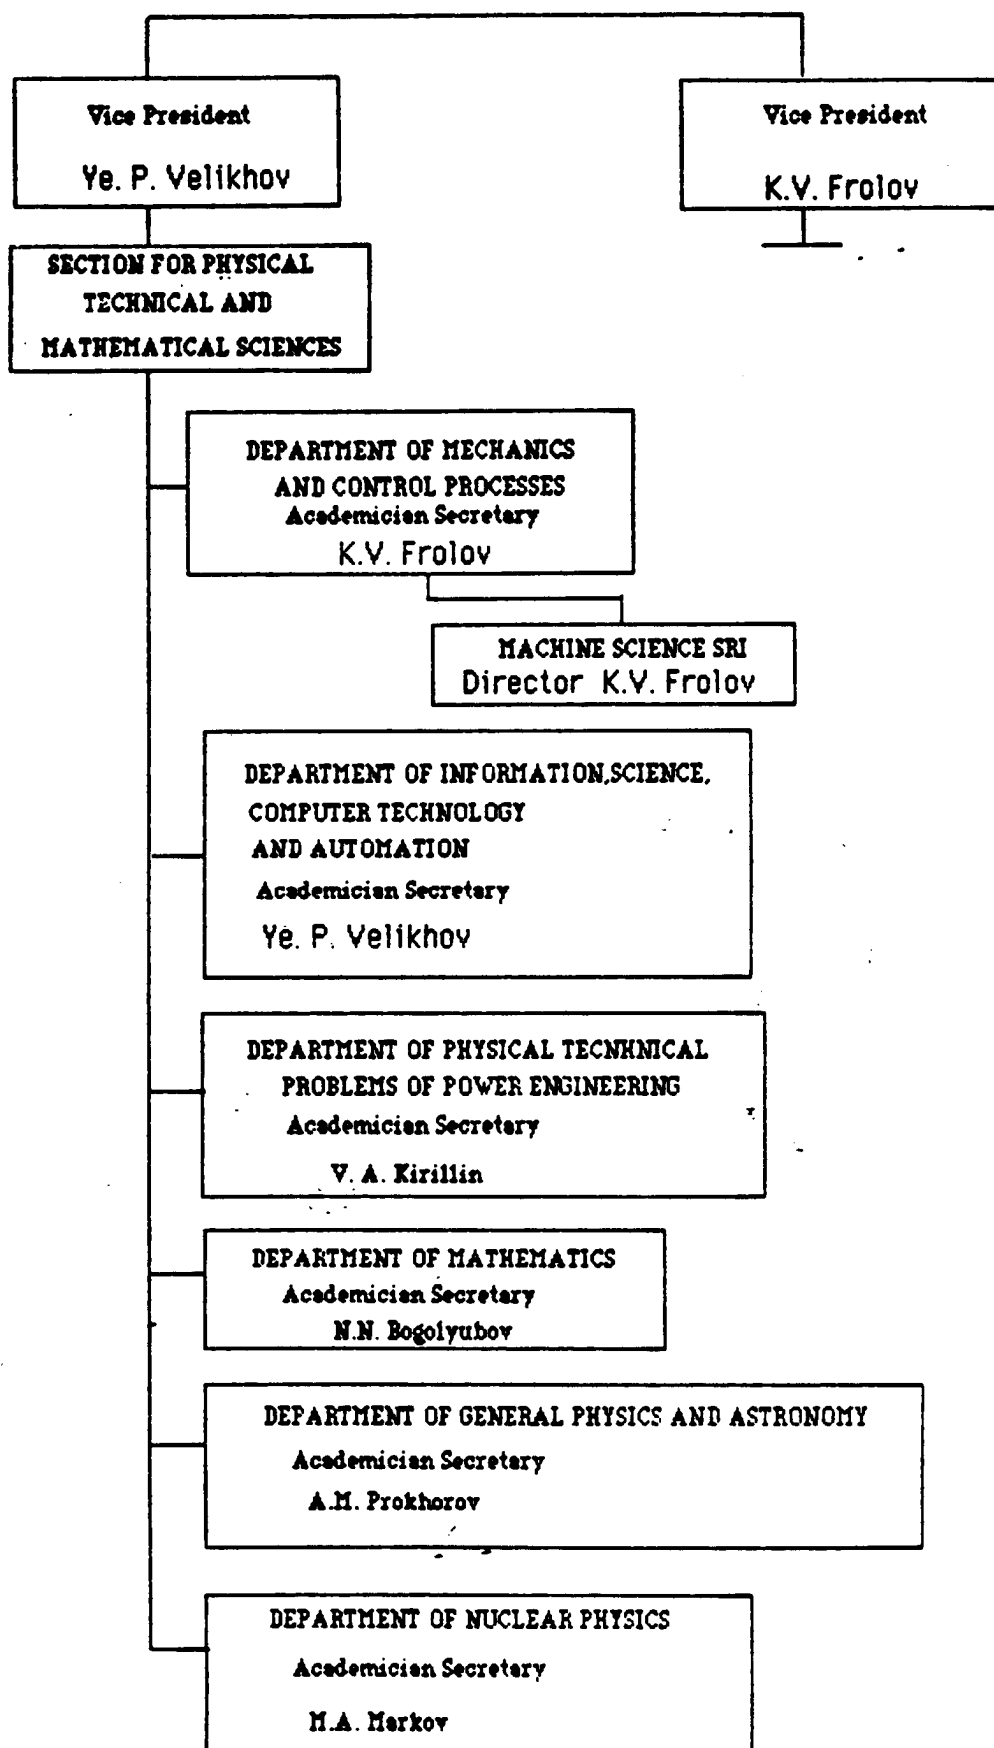 Vice President
Ye. P. Velikhov
Vice President
K.V. Frolov
SECTION FOR PHYSICAL
TECHNICAL AND
MATHEMATICAL SCIENCES
DEPARTMENT OF MECHANICS
AND CONTROL PROCESSES
Academician Secretary
K.V. Frolov
MACHINE SCIENCE SRI
Director K.V. Frolov
DEPARTMENT OF INFORMATION,SCIENCE,
COMPUTER TECHNOLOGY
AND AUTOMATION
Academician Secretary
Ye. P. Velikhov
DEPARTMENT OF PHYSICAL TECNHNICAL
PROBLEMS OF POWER ENGINEERING
Academician Secretary
V. A. Kirillin
DEPARTMENT OF MATHEMATICS
Academician Secretary
N.N. Bogolyubov
DEPARTMENT OF GENERAL PHYSICS AND ASTRONOMY
Academician Secretary
A.M. Prokhorov
DEPARTMENT OF NUCLEAR PHYSICS
Academician Secretary
M.A. Markov